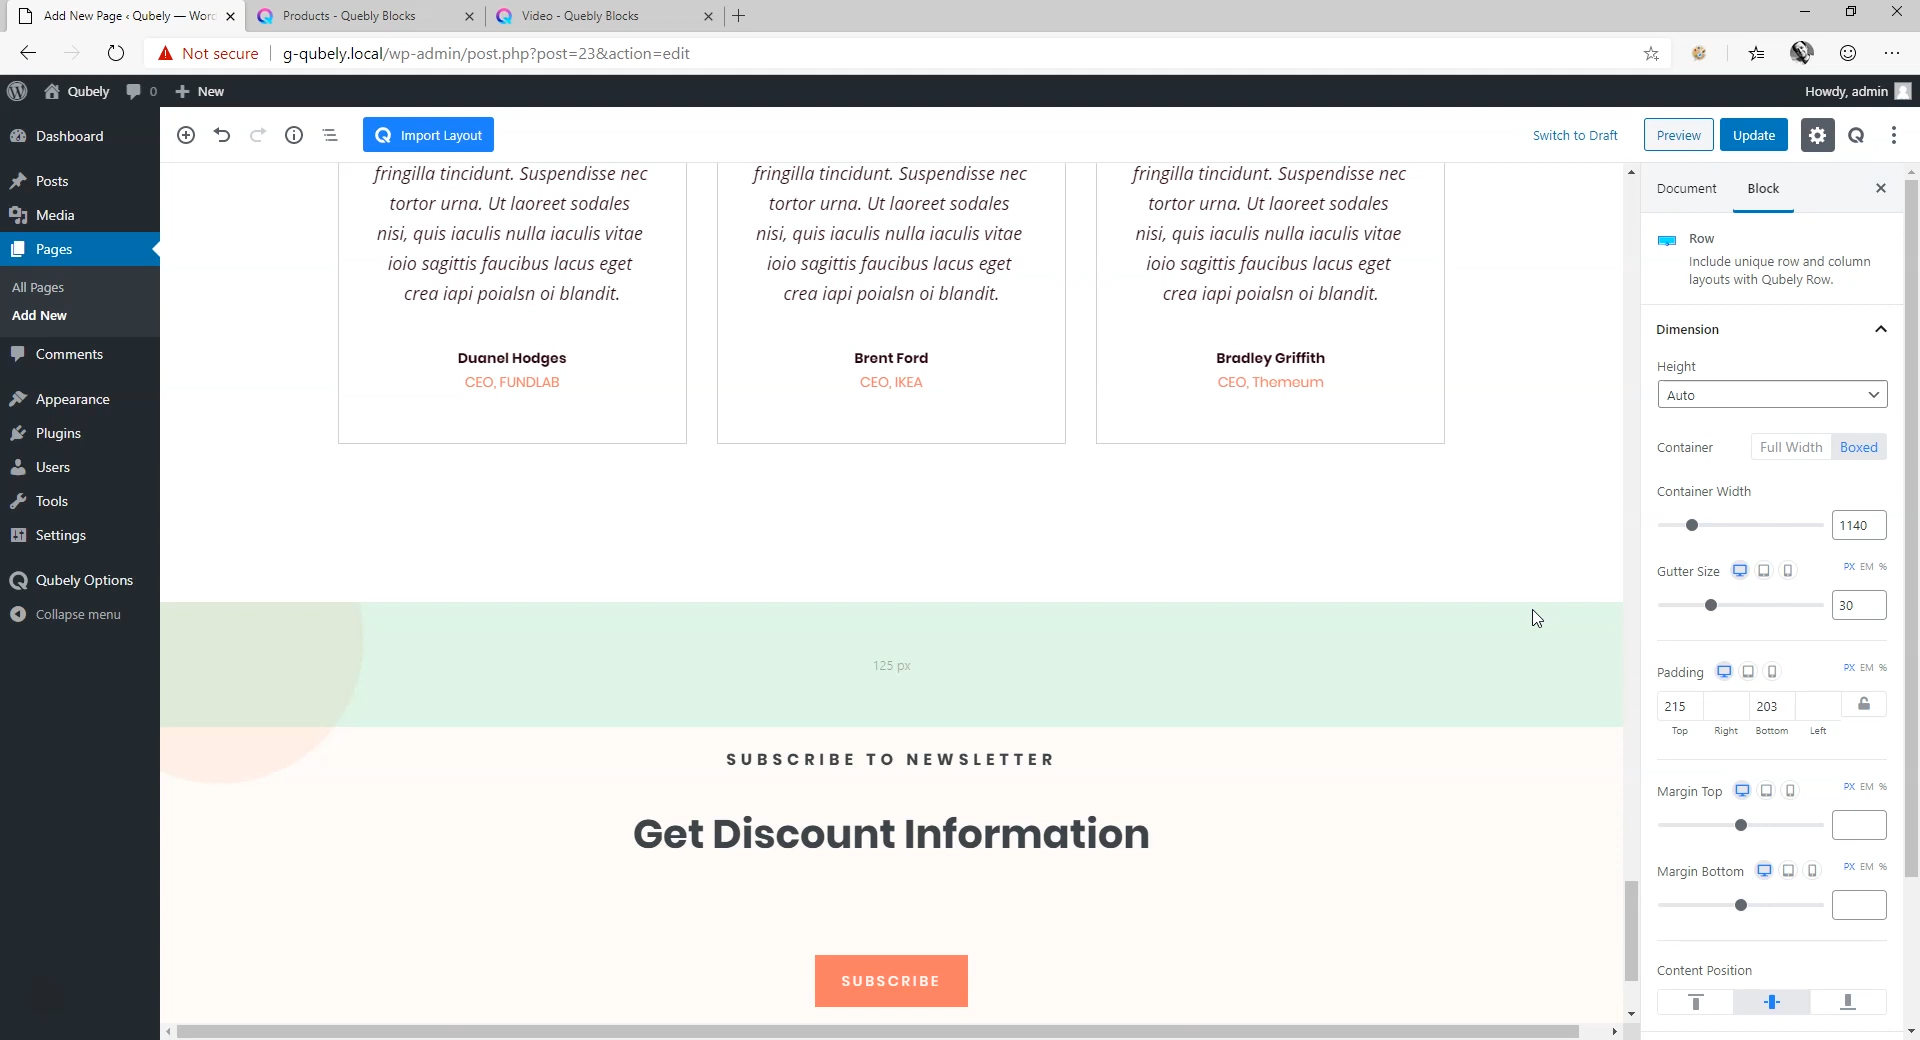 Add New Page ‹ Qubely — Wor
Products - Quebly Blocks
Video - Quebly Blocks
Not secure
g-qubely.local/wp-admin/post.php?post=23&action=edit
Qubely
0
New
Howdy, admin
Dashboard
Posts
Media
Pages
All Pages
Add New
Comments
Appearance
Plugins
Users
Tools
Settings
Qubely Options
Collapse menu
Import Layout
Switch to Draft
Preview
Update
fringilla tincidunt. Suspendisse nec
tortor urna. Ut laoreet sodales
nisi, quis iaculis nulla iaculis vitae
ioio sagittis faucibus lacus eget
crea iapi poialsn oi blandit.
Duanel Hodges
CEO, FUNDLAB
fringilla tincidunt. Suspendisse nec
tortor urna. Ut laoreet sodales
nisi, quis iaculis nulla iaculis vitae
ioio sagittis faucibus lacus eget
crea iapi poialsn oi blandit.
Brent Ford
CEO, IKEA
fringilla tincidunt. Suspendisse nec
tortor urna. Ut laoreet sodales
nisi, quis iaculis nulla iaculis vitae
ioio sagittis faucibus lacus eget
crea iapi poialsn oi blandit.
Bradley Griffith
CEO, Themeum
125 px
SUBSCRIBE TO NEWSLETTER
Get Discount Information
SUBSCRIBE
Document
Block
Row
Include unique row and column
layouts with Qubely Row.
Dimension
Height
Auto
Container
Full Width
Boxed
Container Width
1140
Gutter Size
PX EM %
30
Padding
PX EM %
215
203
Top
Right
Bottom
Left
Margin Top
PX EM %
Margin Bottom
PX EM %
Content Position